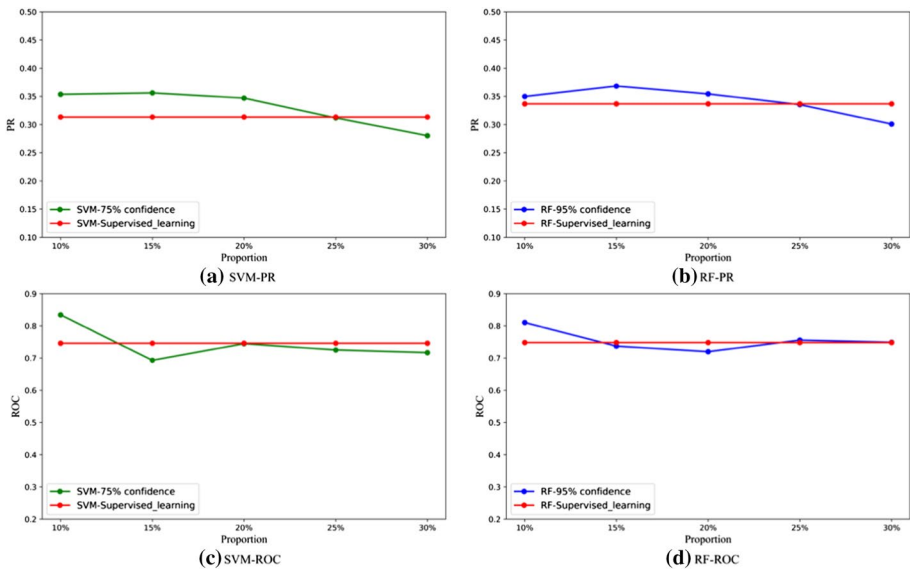 0.50
0.45
0.40
0.35
0.30
0.25
0.20
0.15
0.10
PR
SVM-75% confidence
SVM-Supervised_learning
10% 15% 20% 25% 30%
Proportion
(a) SVM-PR
0.50
0.45
0.40
0.35
0.30
0.25
0.20
0.15
0.10
PR
RF-95% confidence
RF-Supervised_learning
10% 15% 20% 25% 30%
Proportion
(b) RF-PR
0.9
0.8
0.7
0.6
0.5
0.4
0.3
0.2
ROC
SVM-75% confidence
SVM-Supervised_learning
10% 15% 20% 25% 30%
Proportion
(c) SVM-ROC
0.9
0.8
0.7
0.6
0.5
0.4
0.3
0.2
ROC
RF-95% confidence
RF-Supervised_learning
10% 15% 20% 25% 30%
Proportion
(d) RF-ROC